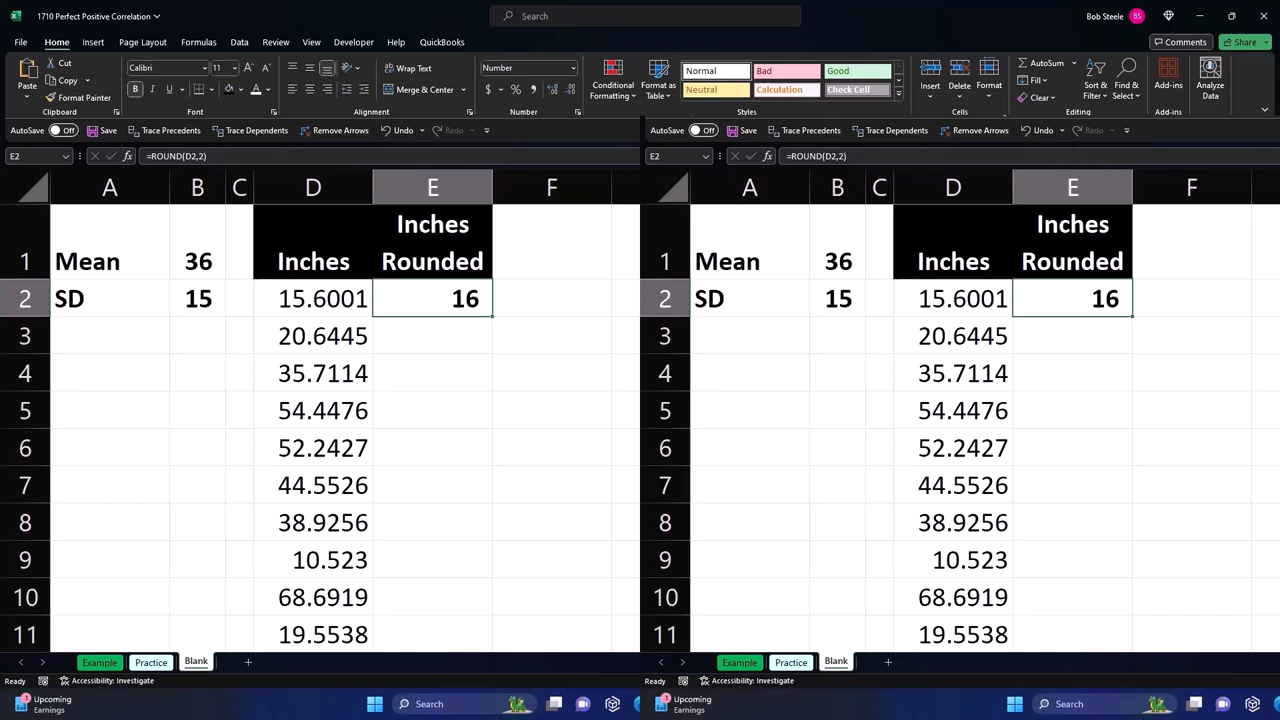 1710 Perfect Positive Correlation
Search
Bob Steele
BS
File Home Insert Page Layout Formulas Data Review View Developer Help QuickBooks
Comments
Share
Paste
Cut
Copy
Format Painter
Clipboard
Calibri
11
B I U
Font
Wrap Text
Merge & Center
Alignment
Number
$ % ,
Number
Conditional
Formatting
Format as
Table
Normal Bad Good
Neutral Calculation Check Cell
Styles
Insert Delete Format
Cells
AutoSum
Fill
Clear
Sort &
Filter
Find &
Select
Editing
Add-ins
Add-ins
Analyze
Data
AutoSave Off Save Trace Precedents Trace Dependents Remove Arrows Undo Redo
E2 fx =ROUND(D2,2)
A B C D E F
1 Mean 36 Inches Inches
Rounded
2 SD 15 15.6001 16
3 20.6445
4 35.7114
5 54.4476
6 52.2427
7 44.5526
8 38.9256
9 10.523
10 68.6919
11 19.5538
Example Practice Blank +
Ready Accessibility: Investigate
1
Upcoming
Earnings
Search
AutoSave Off Save Trace Precedents Trace Dependents Remove Arrows Undo Redo
E2 fx =ROUND(D2,2)
A B C D E F
1 Mean 36 Inches Inches
Rounded
2 SD 15 15.6001 16
3 20.6445
4 35.7114
5 54.4476
6 52.2427
7 44.5526
8 38.9256
9 10.523
10 68.6919
11 19.5538
Example Practice Blank +
Ready Accessibility: Investigate
1
Upcoming
Earnings
Search